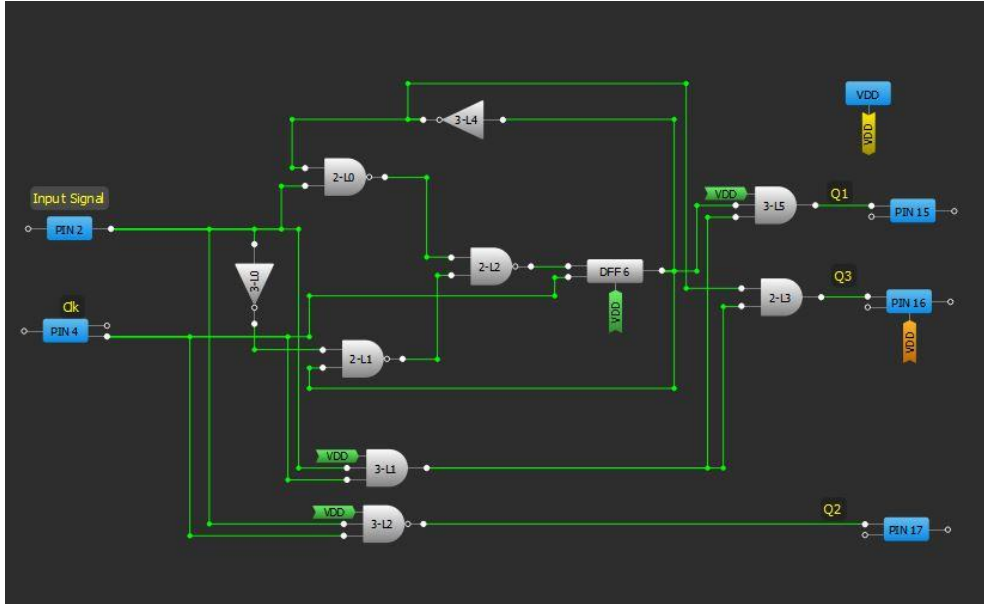 3-L4
VDD
VDD
2-L0
Input Signal
PIN 2
VDD
3-L5
Q1
PIN 15
3-L0
2-L2
DFF 6
VDD
2-L3
Q3
PIN 16
VDD
Clk
PIN 4
2-L1
VDD
3-L1
VDD
3-L2
Q2
PIN 17